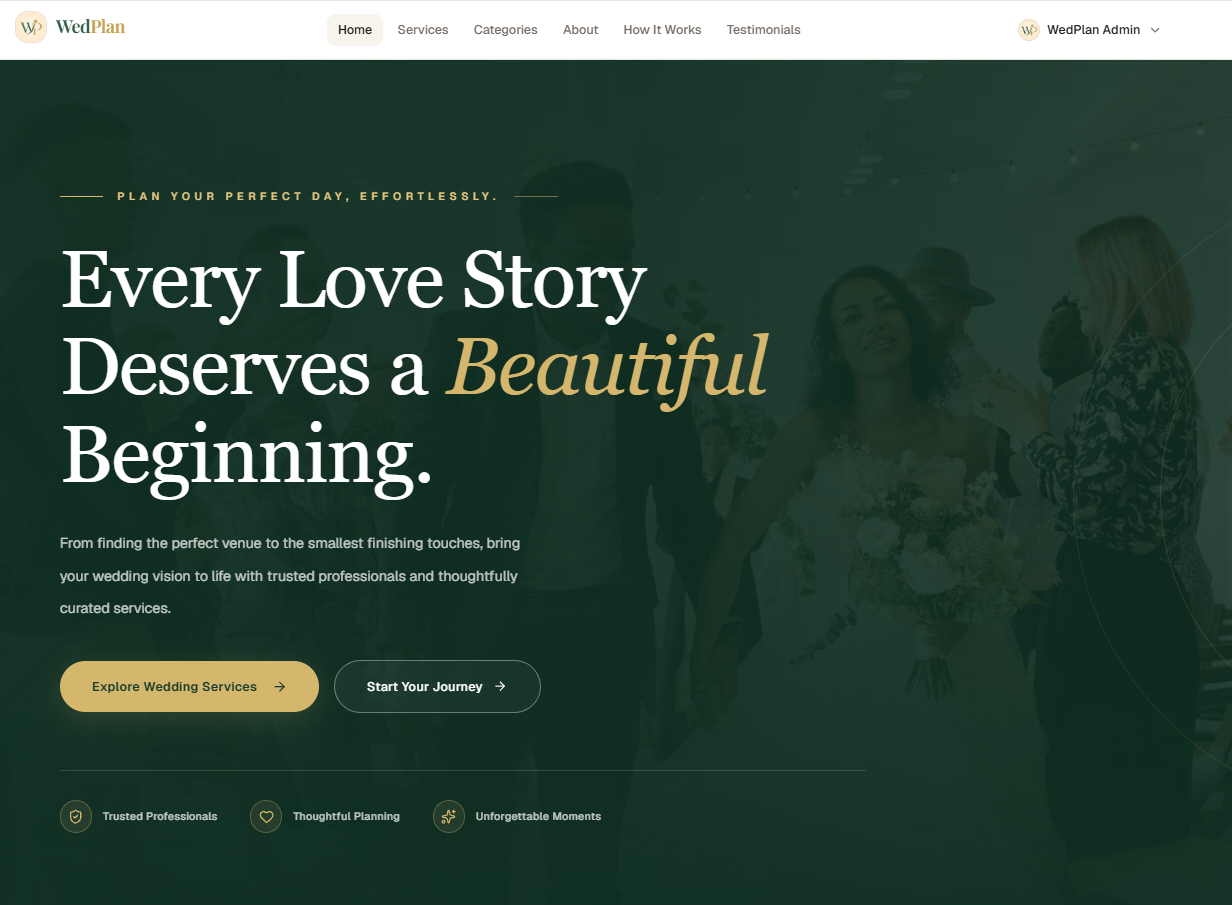 WP WedPlan
Home Services Categories About How It Works Testimonials
WP WedPlan Admin
PLAN YOUR PERFECT DAY, EFFORTLESSLY.
Every Love Story
Deserves a Beautiful
Beginning.
From finding the perfect venue to the smallest finishing touches, bring
your wedding vision to life with trusted professionals and thoughtfully
curated services.
Explore Wedding Services
Start Your Journey
Trusted Professionals
Thoughtful Planning
Unforgettable Moments